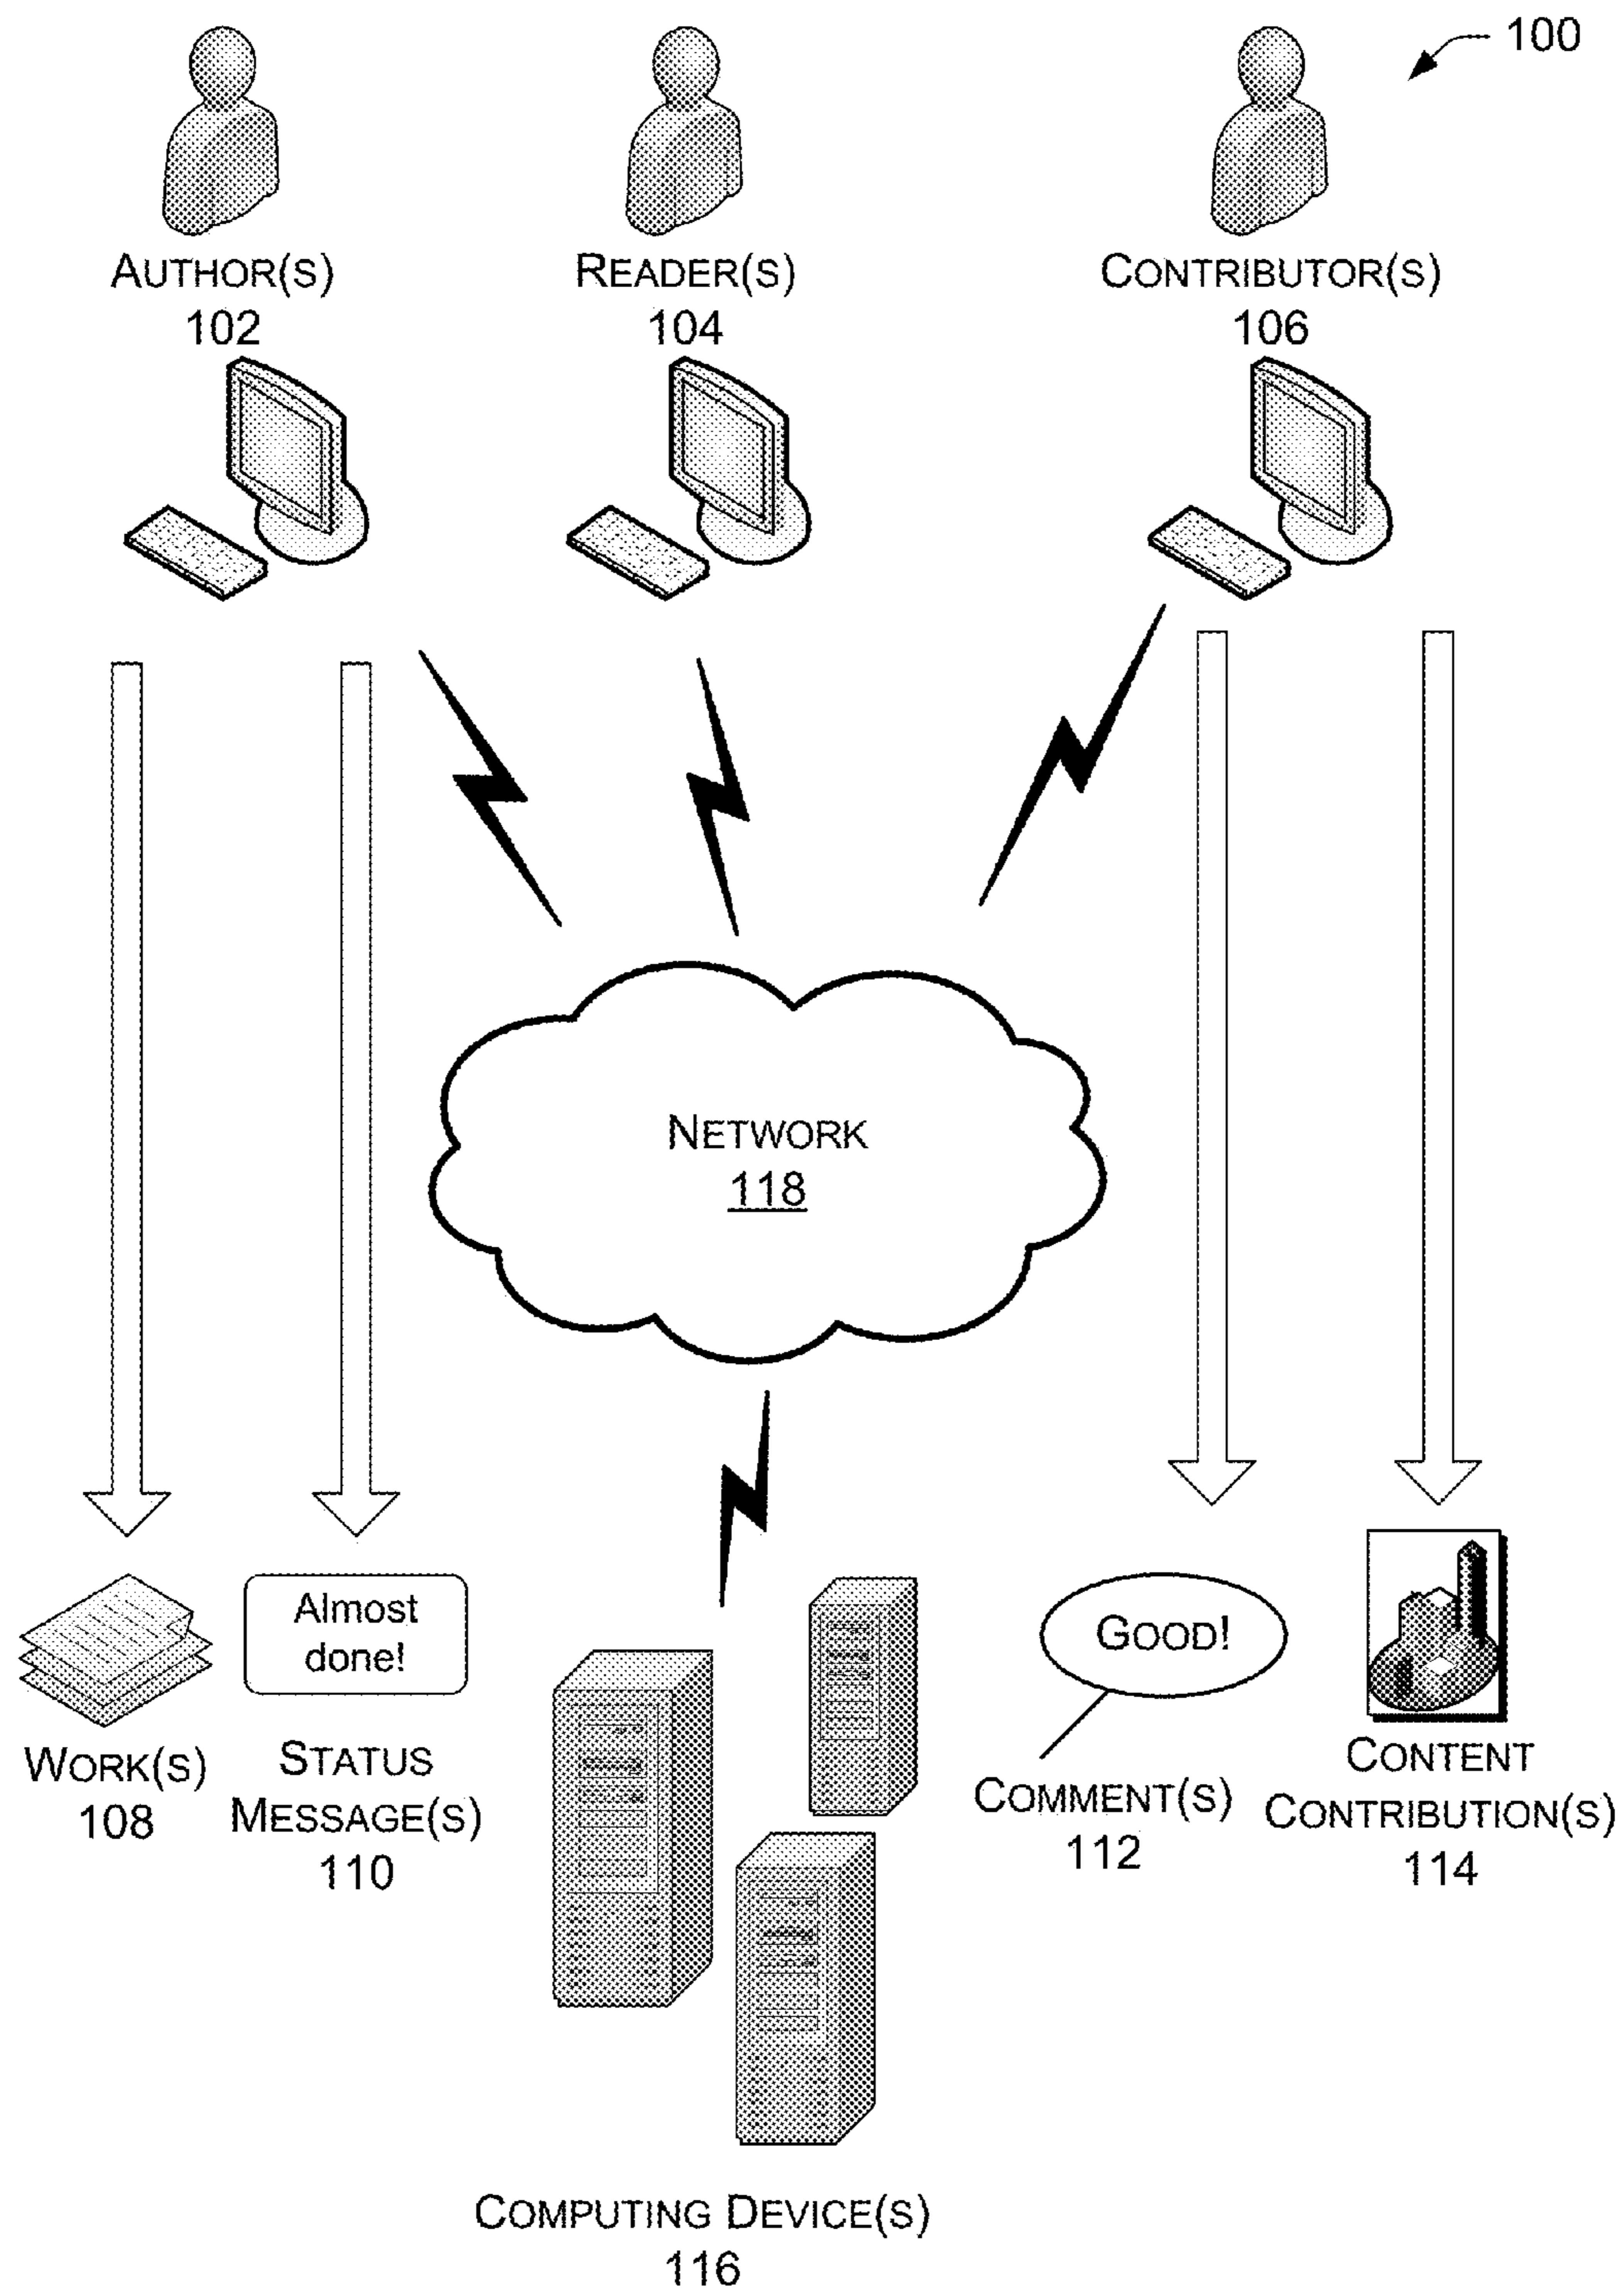 100
AUTHOR(S)
102
READER(S)
104
CONTRIBUTOR(S)
106
NETWORK
118
Almost
done!
GOOD!
WORK(S)
108
STATUS
MESSAGE(S)
110
COMMENT(S)
112
CONTENT
CONTRIBUTION(S)
114
COMPUTING DEVICE(S)
116